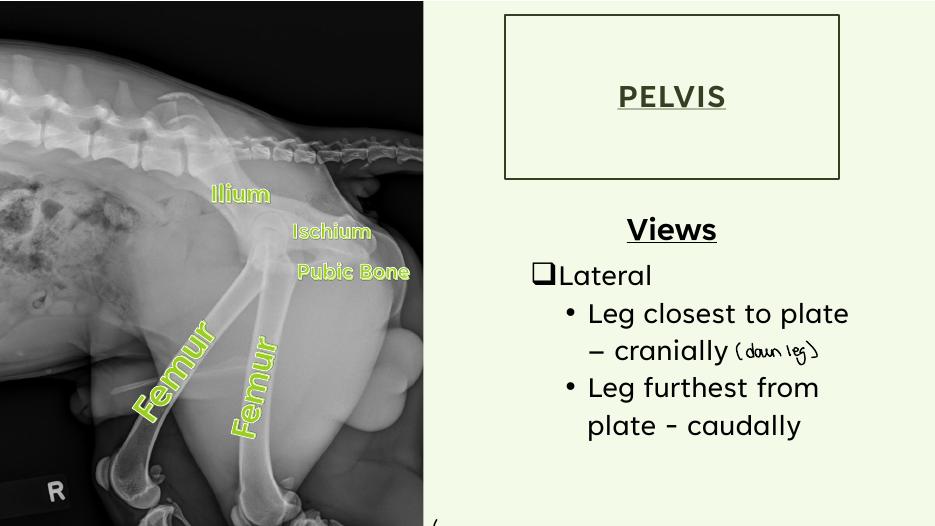 PELVIS
Views
❑Lateral
• Leg closest to plate
– cranially (down leg)
• Leg furthest from
plate - caudally
Ilium
Ischium
Pubic Bone
Femur
Femur
R